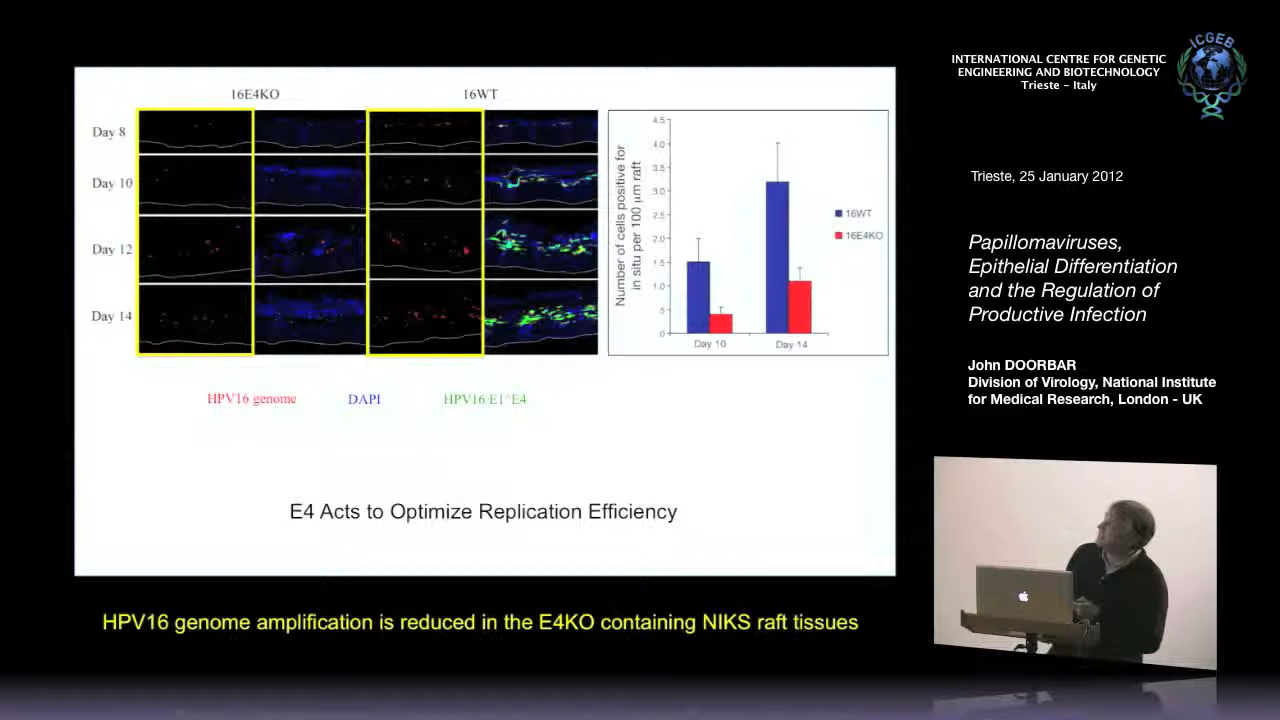 16E4KO
16WT
Day 8
Day 10
Day 12
Day 14
Number of cells positive for
in situ per 100 µm raft
4.5
4.0
3.5
3.0
2.5
2.0
1.5
1.0
.5
0
Day 10
Day 14
16WT
16E4KO
HPV16 genome
DAPI
HPV16 E1^E4
E4 Acts to Optimize Replication Efficiency
HPV16 genome amplification is reduced in the E4KO containing NIKS raft tissues
INTERNATIONAL CENTRE FOR GENETIC
ENGINEERING AND BIOTECHNOLOGY
Trieste - Italy
ICGEB
Trieste, 25 January 2012
Papillomaviruses,
Epithelial Differentiation
and the Regulation of
Productive Infection
John DOORBAR
Division of Virology, National Institute
for Medical Research, London - UK